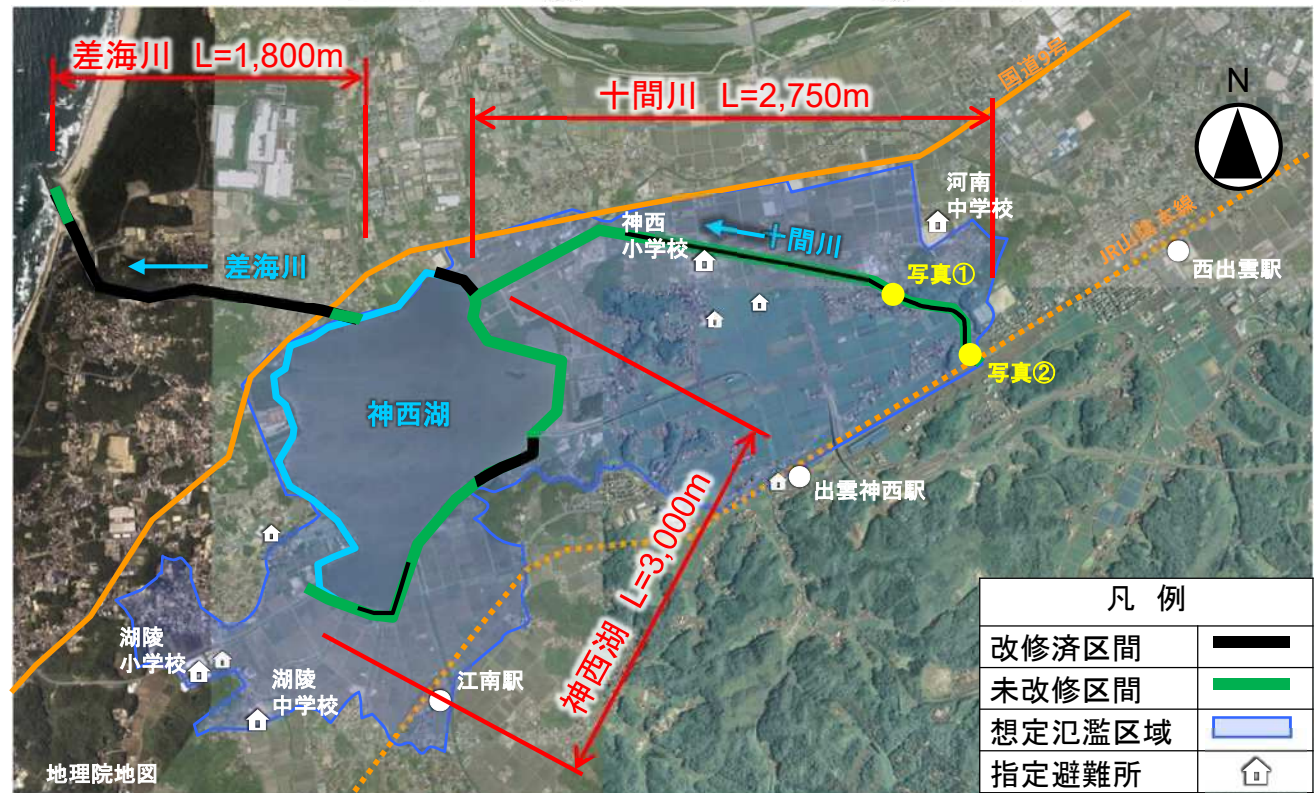 差海川 L=1,800m
十間川 L=2,750m
国道9号
N
河南
中学校
神西
小学校
十間川
JR山陰本線
西出雲駅
差海川
写真①
写真②
神西湖
出雲神西駅
神西湖 L=3,000m
湖陵
小学校
湖陵
中学校
江南駅
地理院地図
凡 例
改修済区間
未改修区間
想定氾濫区域
指定避難所